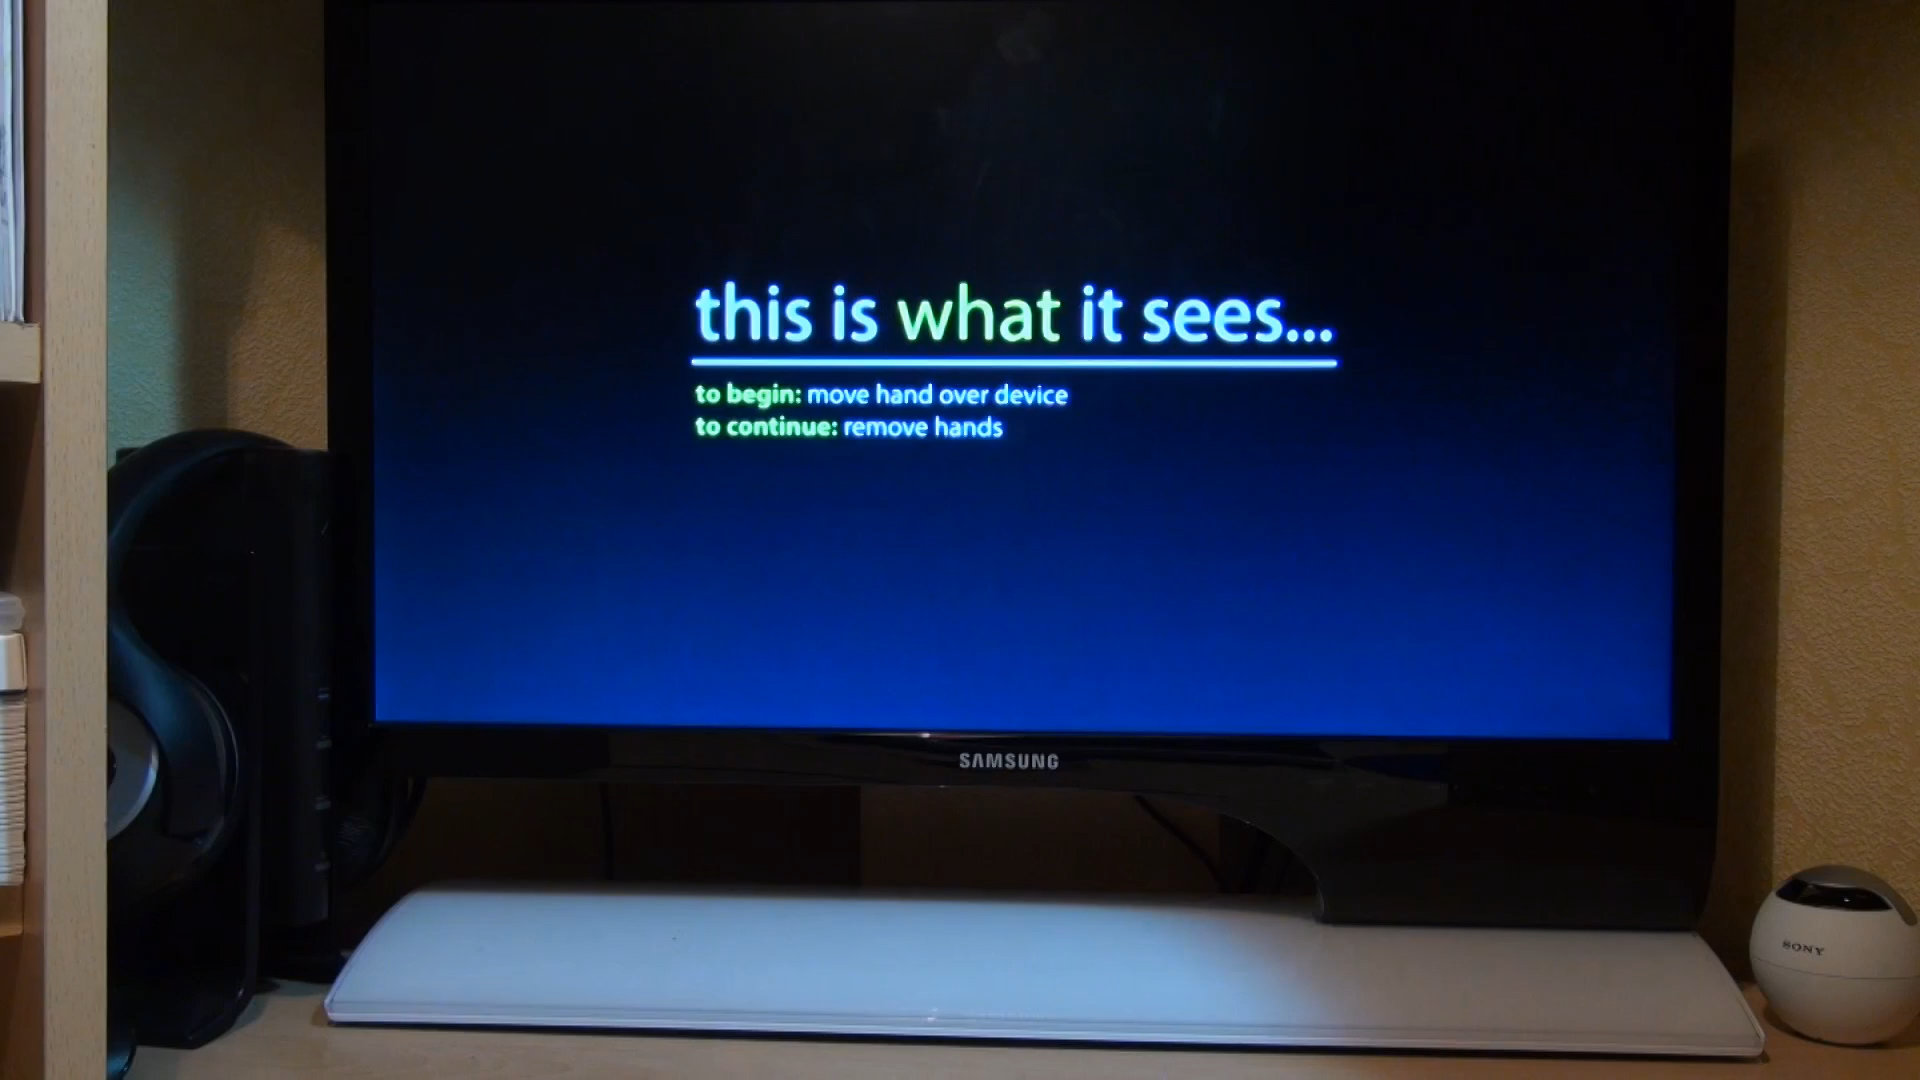 this is what it sees...
to begin: move hand over device
to continue: remove hands
SAMSUNG
SONY